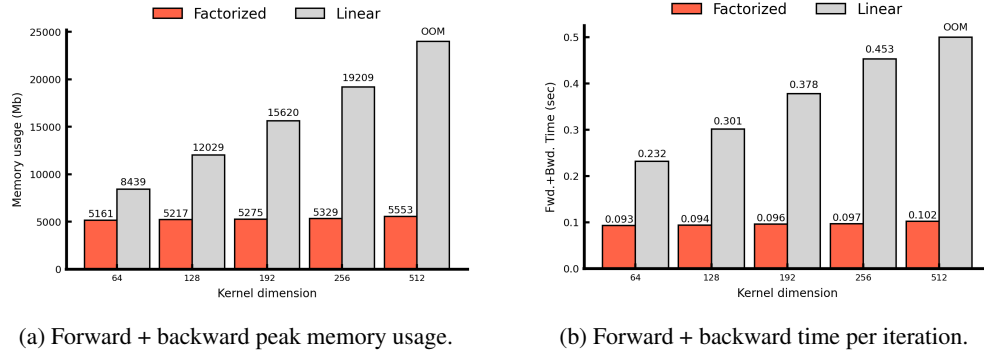 Factorized Linear
OOM
25000
20000
15000
10000
5000
0
Memory usage (Mb)
5161 8439 5217 12029 5275 15620 5329 19209 5553
64 128 192 256 512
Kernel dimension
(a) Forward + backward peak memory usage.
Factorized Linear
OOM
0.5
0.4
0.3
0.2
0.1
0.0
Fwd.+Bwd. Time (sec)
0.093 0.232 0.094 0.301 0.096 0.378 0.097 0.453 0.102
64 128 192 256 512
Kernel dimension
(b) Forward + backward time per iteration.